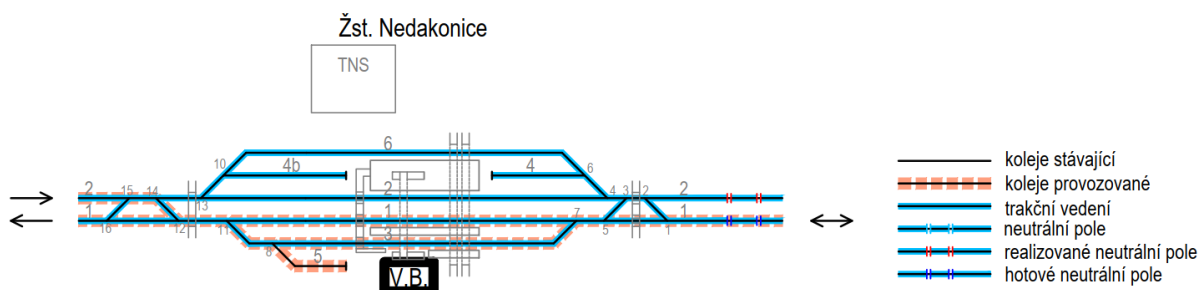 Žst. Nedakonice
TNS
6
10
4b
4
6
2
15
14
13
2
4
3
2
2
1
16
12
11
1
7
5
1
1
3
8
5
V.B.
koleje stávající
koleje provozované
trakční vedení
neutrální pole
realizované neutrální pole
hotové neutrální pole